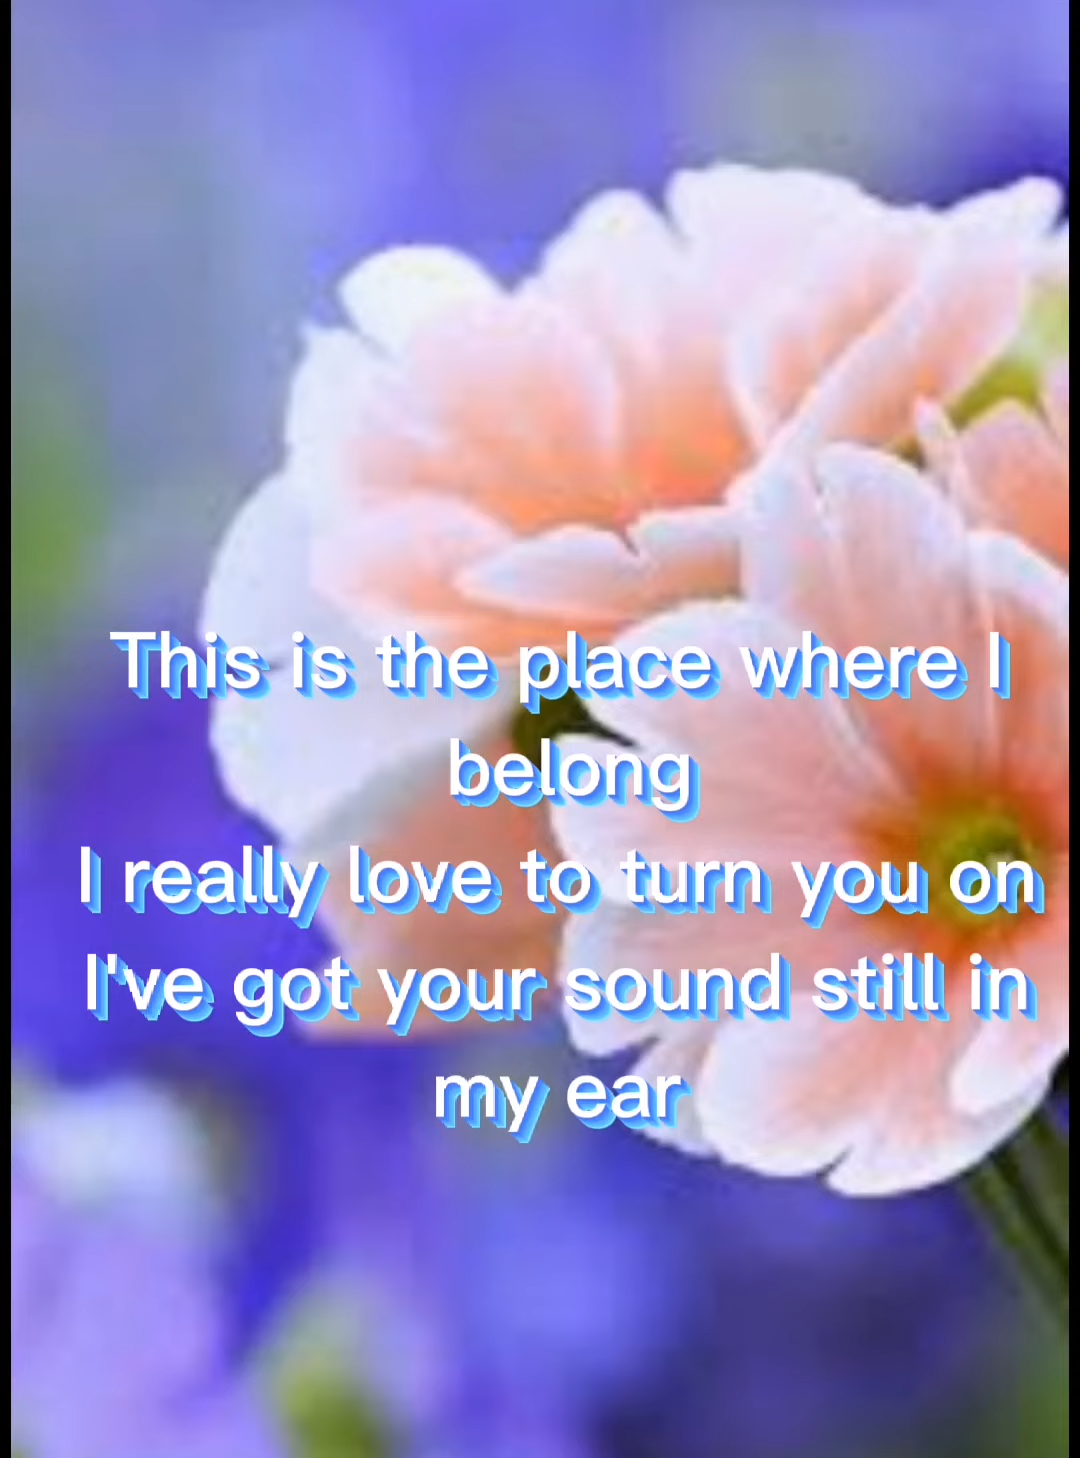 This is the place where I
belong
I really love to turn you on
I've got your sound still in
my ear